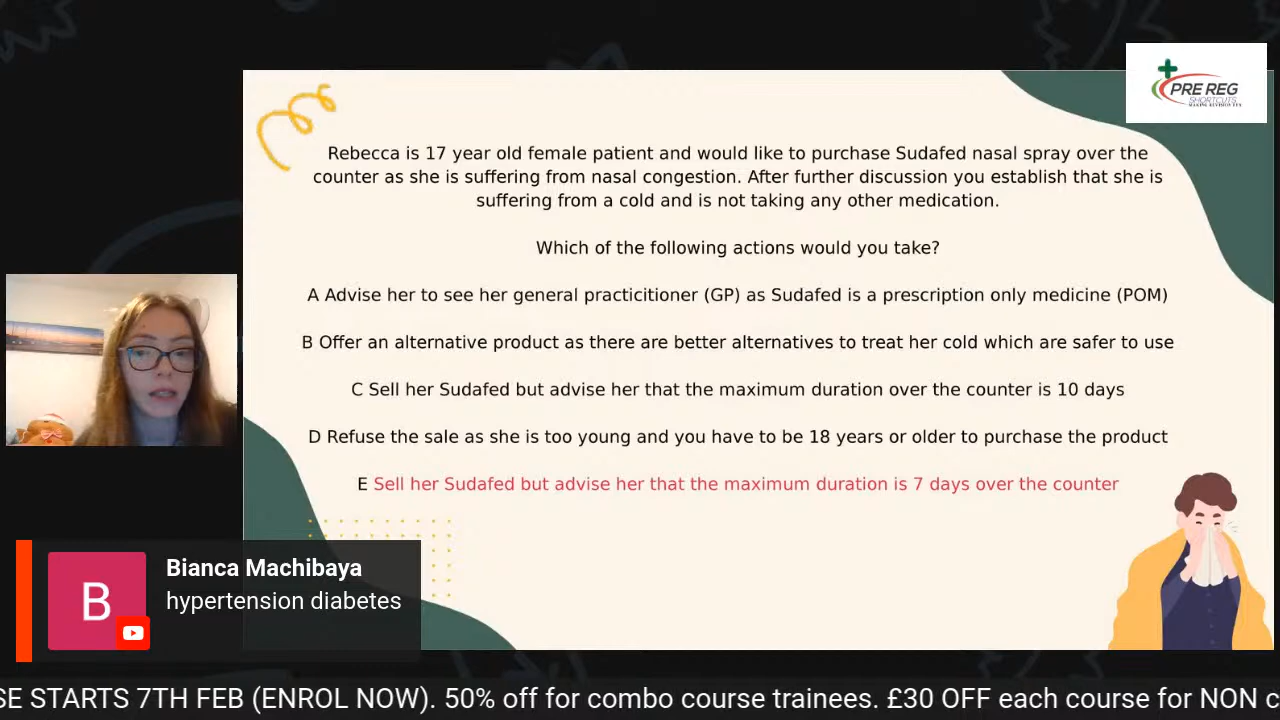 PRE REG
SHORTCUTS
Rebecca is 17 year old female patient and would like to purchase Sudafed nasal spray over the
counter as she is suffering from nasal congestion. After further discussion you establish that she is
suffering from a cold and is not taking any other medication.
Which of the following actions would you take?
A Advise her to see her general practicitioner (GP) as Sudafed is a prescription only medicine (POM)
B Offer an alternative product as there are better alternatives to treat her cold which are safer to use
C Sell her Sudafed but advise her that the maximum duration over the counter is 10 days
D Refuse the sale as she is too young and you have to be 18 years or older to purchase the product
E Sell her Sudafed but advise her that the maximum duration is 7 days over the counter
B
Bianca Machibaya
hypertension diabetes
SE STARTS 7TH FEB (ENROL NOW). 50% off for combo course trainees. £30 OFF each course for NON